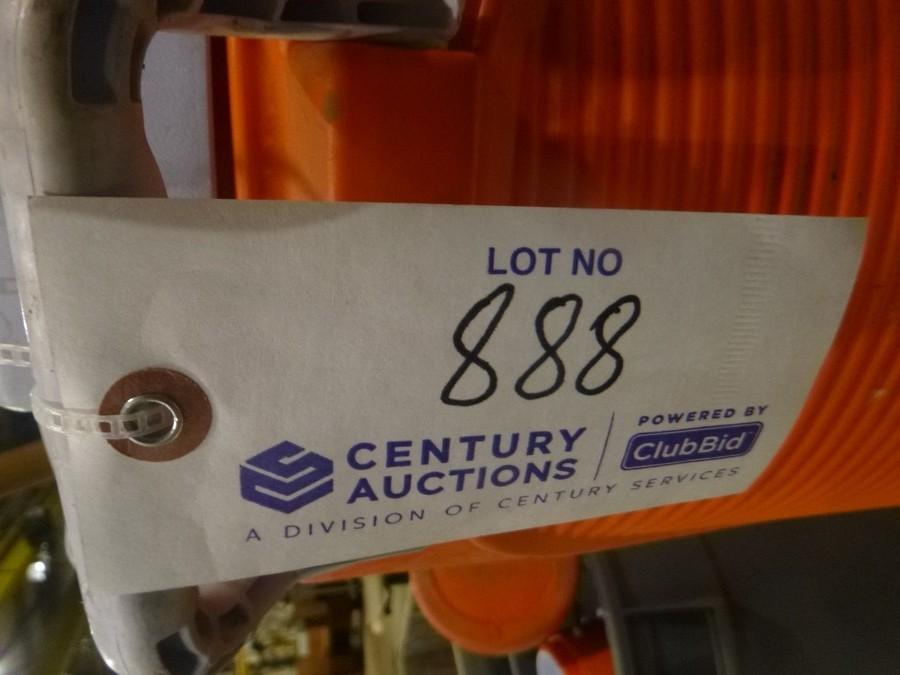 LOT NO
888
CENTURY
AUCTIONS
POWERED BY
ClubBid
A DIVISION OF CENTURY SERVICES